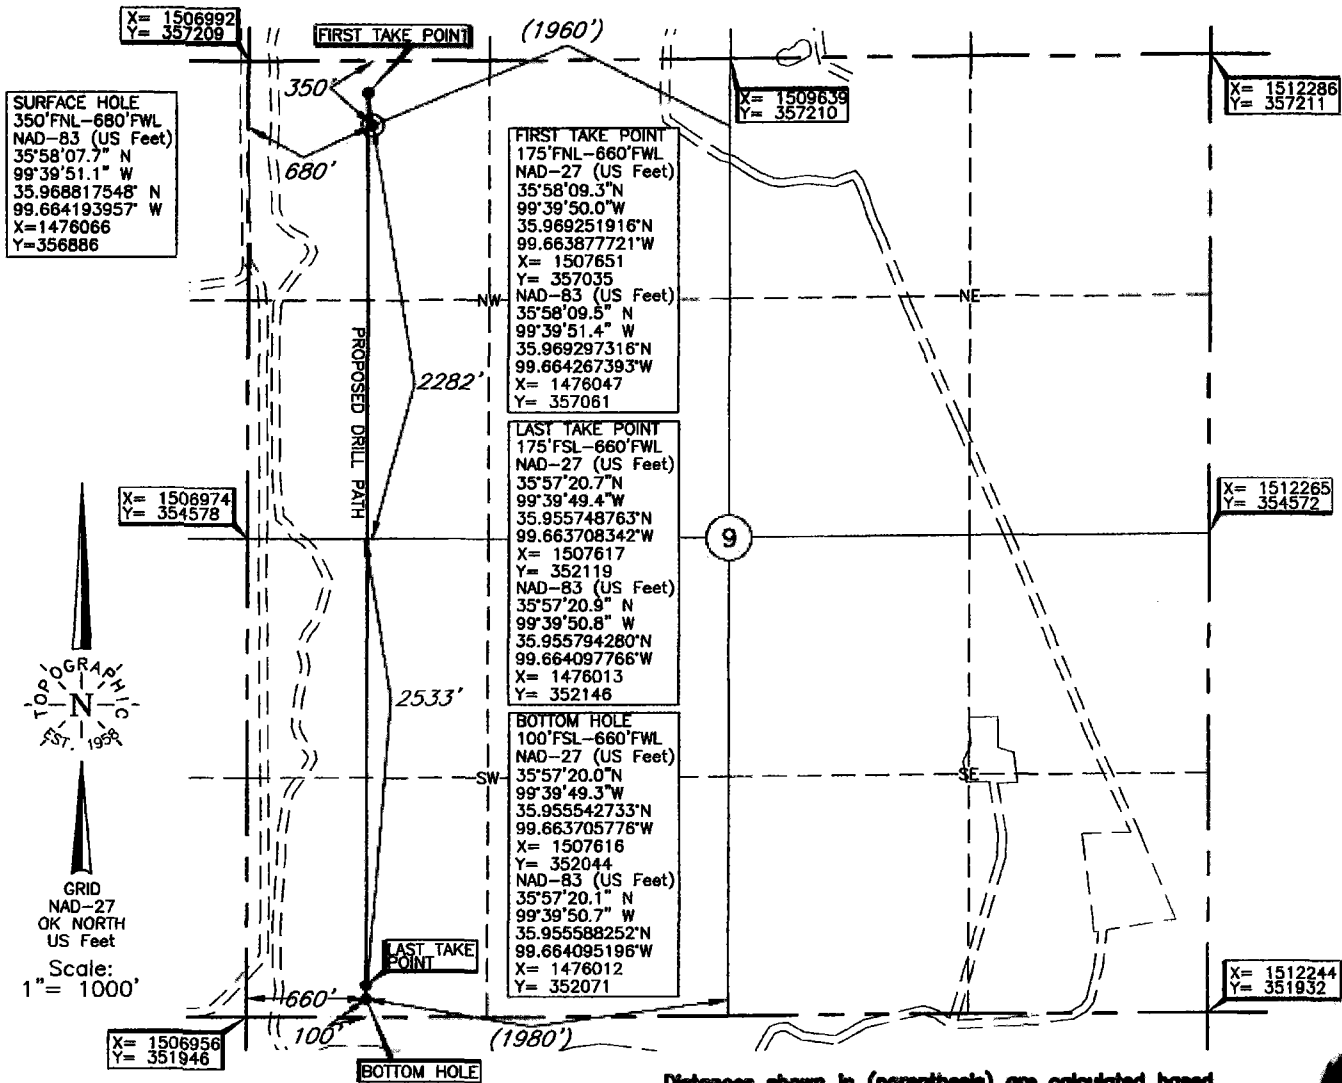 X= 1506992
Y= 357209
FIRST TAKE POINT
(1960')
350'
X= 1509639
Y= 357210
X= 1512286
Y= 357211
SURFACE HOLE
350'FNL-680'FWL
NAD-83 (US Feet)
35°58'07.7" N
99°39'51.1" W
35.968817548° N
99.664193957° W
X=1476066
Y=356886
680'
FIRST TAKE POINT
175'FNL-660'FWL
NAD-27 (US Feet)
35°58'09.3"N
99°39'50.0"W
35.969251916°N
99.663877721°W
X= 1507651
Y= 357035
NAD-83 (US Feet)
35°58'09.5" N
99°39'51.4" W
35.969297316°N
99.664267393°W
X= 1476047
Y= 357061
NW
NE
PROPOSED DRILL PATH
2282'
LAST TAKE POINT
175'FSL-660'FWL
NAD-27 (US Feet)
35°57'20.7"N
99°39'49.4"W
35.955748763°N
99.663708342°W
X= 1507617
Y= 352119
NAD-83 (US Feet)
35°57'20.9" N
99°39'50.8" W
35.955794280°N
99.664097766°W
X= 1476013
Y= 352146
X= 1506974
Y= 354578
9
X= 1512265
Y= 354572
TOPOGRAPHIC
N
EST. 1958
2533'
BOTTOM HOLE
100'FSL-660'FWL
NAD-27 (US Feet)
35°57'20.0"N
99°39'49.3"W
35.955542733°N
99.663705776°W
X= 1507616
Y= 352044
NAD-83 (US Feet)
35°57'20.1" N
99°39'50.7" W
35.955588252°N
99.664095196°W
X= 1476012
Y= 352071
SW
SE
GRID
NAD-27
OK NORTH
US Feet
Scale:
1"= 1000'
LAST TAKE
POINT
660'
100'
(1980')
X= 1512244
Y= 351932
X= 1506956
Y= 351946
BOTTOM HOLE
Distances shown in (parenthesis) are calculated based